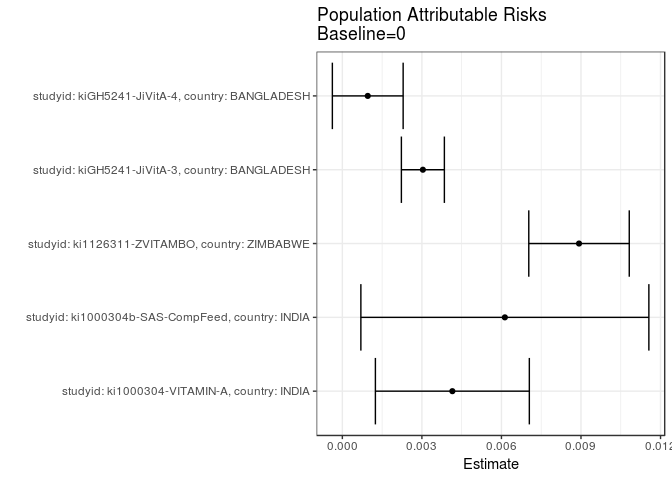 Population Attributable Risks
Baseline=0
studyid: kiGH5241-JiVitA-4, country: BANGLADESH
studyid: kiGH5241-JiVitA-3, country: BANGLADESH
studyid: ki1126311-ZVITAMBO, country: ZIMBABWE
studyid: ki1000304b-SAS-CompFeed, country: INDIA
studyid: ki1000304-VITAMIN-A, country: INDIA
0.000 0.003 0.006 0.009
Estimate